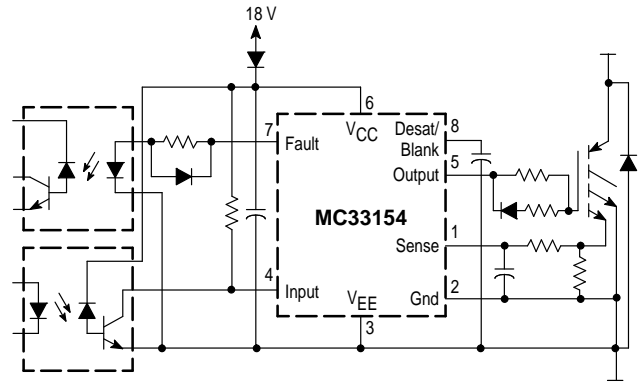 18 V
6
VCC
Desat/
Blank
8
7
Fault
5
Output
MC33154
1
Sense
4
Input
2
Gnd
VEE
3